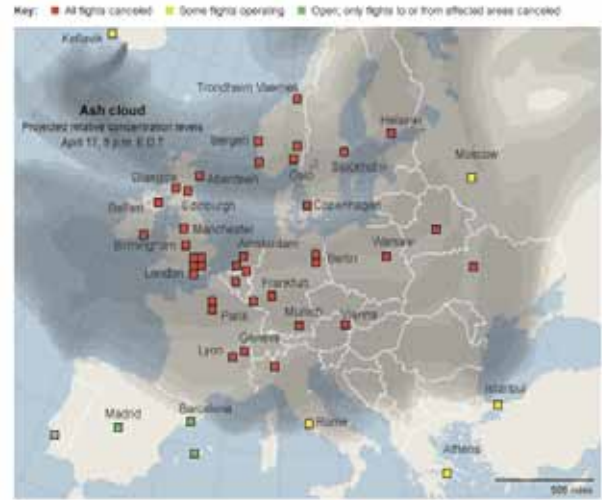 Key: All flights canceled Some flights operating Open; only flights to or from affected areas canceled
Keflavik
Trondheim Vaernes
Ash cloud
Projected relative concentration levels
April 17, 8 p.m. E.D.T.
Bergen
Helsinki
Oslo
Stockholm
Moscow
Glasgow
Aberdeen
Belfast
Edinburgh
Copenhagen
Manchester
Birmingham
Amsterdam
Berlin
Warsaw
London
Frankfurt
Paris
Munich
Vienna
Lyon
Geneva
Madrid
Barcelona
Rome
Istanbul
Athens
500 miles